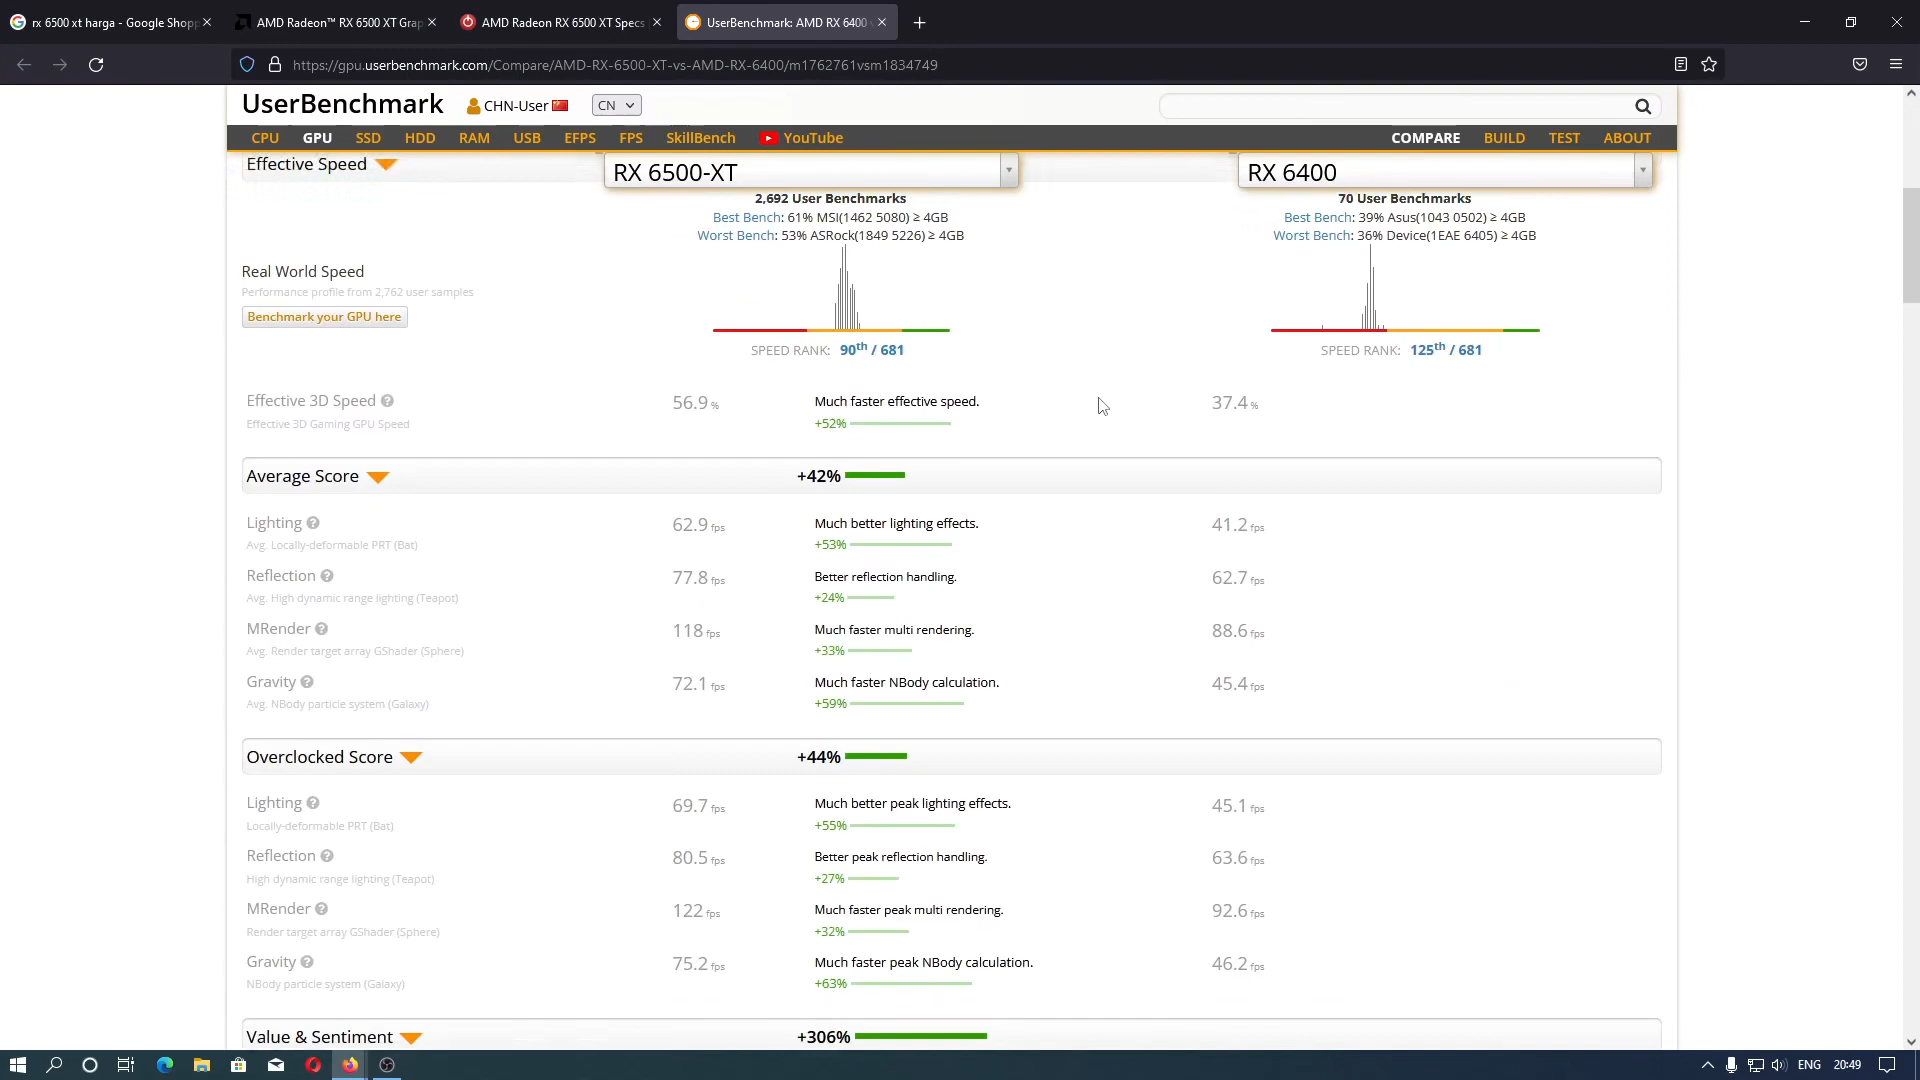 rx 6500 xt harga - Google Shopp
AMD Radeon™ RX 6500 XT Grap
AMD Radeon RX 6500 XT Specs
UserBenchmark: AMD RX 6400 v
https://gpu.userbenchmark.com/Compare/AMD-RX-6500-XT-vs-AMD-RX-6400/m1762761vsm1834749
UserBenchmark
CHN-User
CN
CPU GPU SSD HDD RAM USB EFPS FPS SkillBench YouTube COMPARE BUILD TEST ABOUT
Effective Speed
RX 6500-XT
RX 6400
2,692 User Benchmarks
70 User Benchmarks
Best Bench: 61% MSI(1462 5080) ≥ 4GB
Best Bench: 39% Asus(1043 0502) ≥ 4GB
Worst Bench: 53% ASRock(1849 5226) ≥ 4GB
Worst Bench: 36% Device(1EAE 6405) ≥ 4GB
Real World Speed
Performance profile from 2,762 user samples
Benchmark your GPU here
SPEED RANK: 90th / 681
SPEED RANK: 125th / 681
Effective 3D Speed
Effective 3D Gaming GPU Speed
56.9 %
Much faster effective speed.
+52%
37.4 %
Average Score
+42%
Lighting
Avg. Locally-deformable PRT (Bat)
62.9 fps
Much better lighting effects.
+53%
41.2 fps
Reflection
Avg. High dynamic range lighting (Teapot)
77.8 fps
Better reflection handling.
+24%
62.7 fps
MRender
Avg. Render target array GShader (Sphere)
118 fps
Much faster multi rendering.
+33%
88.6 fps
Gravity
Avg. NBody particle system (Galaxy)
72.1 fps
Much faster NBody calculation.
+59%
45.4 fps
Overclocked Score
+44%
Lighting
Locally-deformable PRT (Bat)
69.7 fps
Much better peak lighting effects.
+55%
45.1 fps
Reflection
High dynamic range lighting (Teapot)
80.5 fps
Better peak reflection handling.
+27%
63.6 fps
MRender
Render target array GShader (Sphere)
122 fps
Much faster peak multi rendering.
+32%
92.6 fps
Gravity
NBody particle system (Galaxy)
75.2 fps
Much faster peak NBody calculation.
+63%
46.2 fps
Value & Sentiment
+306%
ENG
20:49